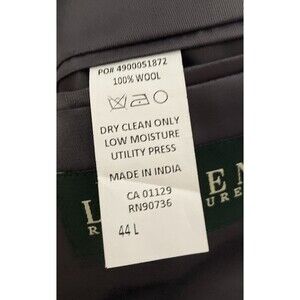 PO# 4900051872
100% WOOL
DRY CLEAN ONLY
LOW MOISTURE
UTILITY PRESS
MADE IN INDIA
CA 01129
RN90736
44 L